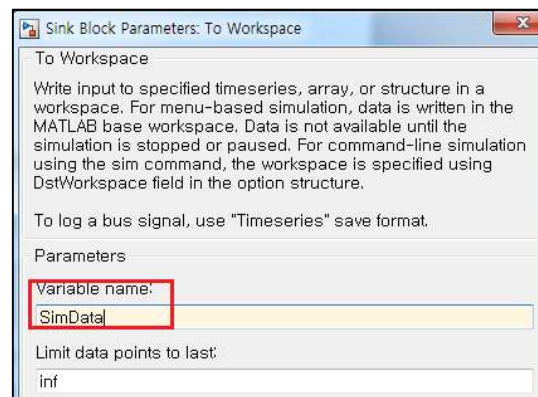 Sink Block Parameters: To Workspace
To Workspace
Write input to specified timeseries, array, or structure in a
workspace. For menu-based simulation, data is written in the
MATLAB base workspace. Data is not available until the
simulation is stopped or paused. For command-line simulation
using the sim command, the workspace is specified using
DstWorkspace field in the option structure.
To log a bus signal, use "Timeseries" save format.
Parameters
Variable name:
SimData
Limit data points to last:
inf